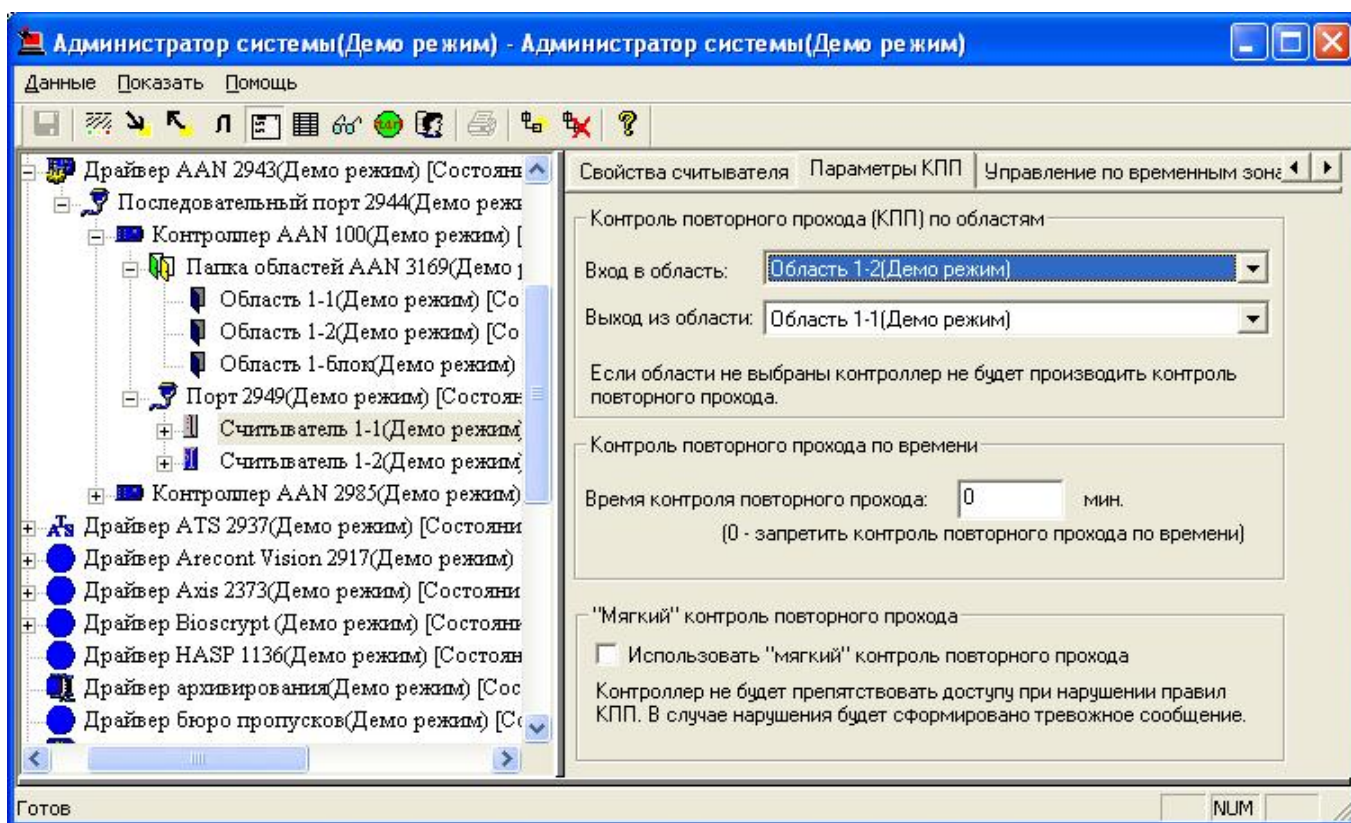 Администратор системы(Демо режим) - Администратор системы(Демо режим)
Данные Показать Помощь
Драйвер AAN 2943(Демо режим) [Состояни
Последовательный порт 2944(Демо режи
Контроллер AAN 100(Демо режим) [
Папка областей AAN 3169(Демо р
Область 1-1(Демо режим) [Со
Область 1-2(Демо режим) [Со
Область 1-блок(Демо режим)
Порт 2949(Демо режим) [Состоян
Считыватель 1-1(Демо режим)
Считыватель 1-2(Демо режим)
Контроллер AAN 2985(Демо режим)
Драйвер ATS 2937(Демо режим) [Состояни
Драйвер Arecont Vision 2917(Демо режим)
Драйвер Axis 2373(Демо режим) [Состояни
Драйвер Bioscrypt (Демо режим) [Состоян
Драйвер HASP 1136(Демо режим) [Состоян
Драйвер архивирования(Демо режим) [Сос
Драйвер бюро пропусков(Демо режим) [Со
Свойства считывателя Параметры КПП Управление по временным зона
Контроль повторного прохода (КПП) по областям
Вход в область: Область 1-2(Демо режим)
Выход из области: Область 1-1(Демо режим)
Если области не выбраны контроллер не будет производить контроль
повторного прохода.
Контроль повторного прохода по времени
Время контроля повторного прохода: 0 мин.
(0 - запретить контроль повторного прохода по времени)
"Мягкий" контроль повторного прохода
Использовать "мягкий" контроль повторного прохода
Контроллер не будет препятствовать доступу при нарушении правил
КПП. В случае нарушения будет сформировано тревожное сообщение.
Готов NUM